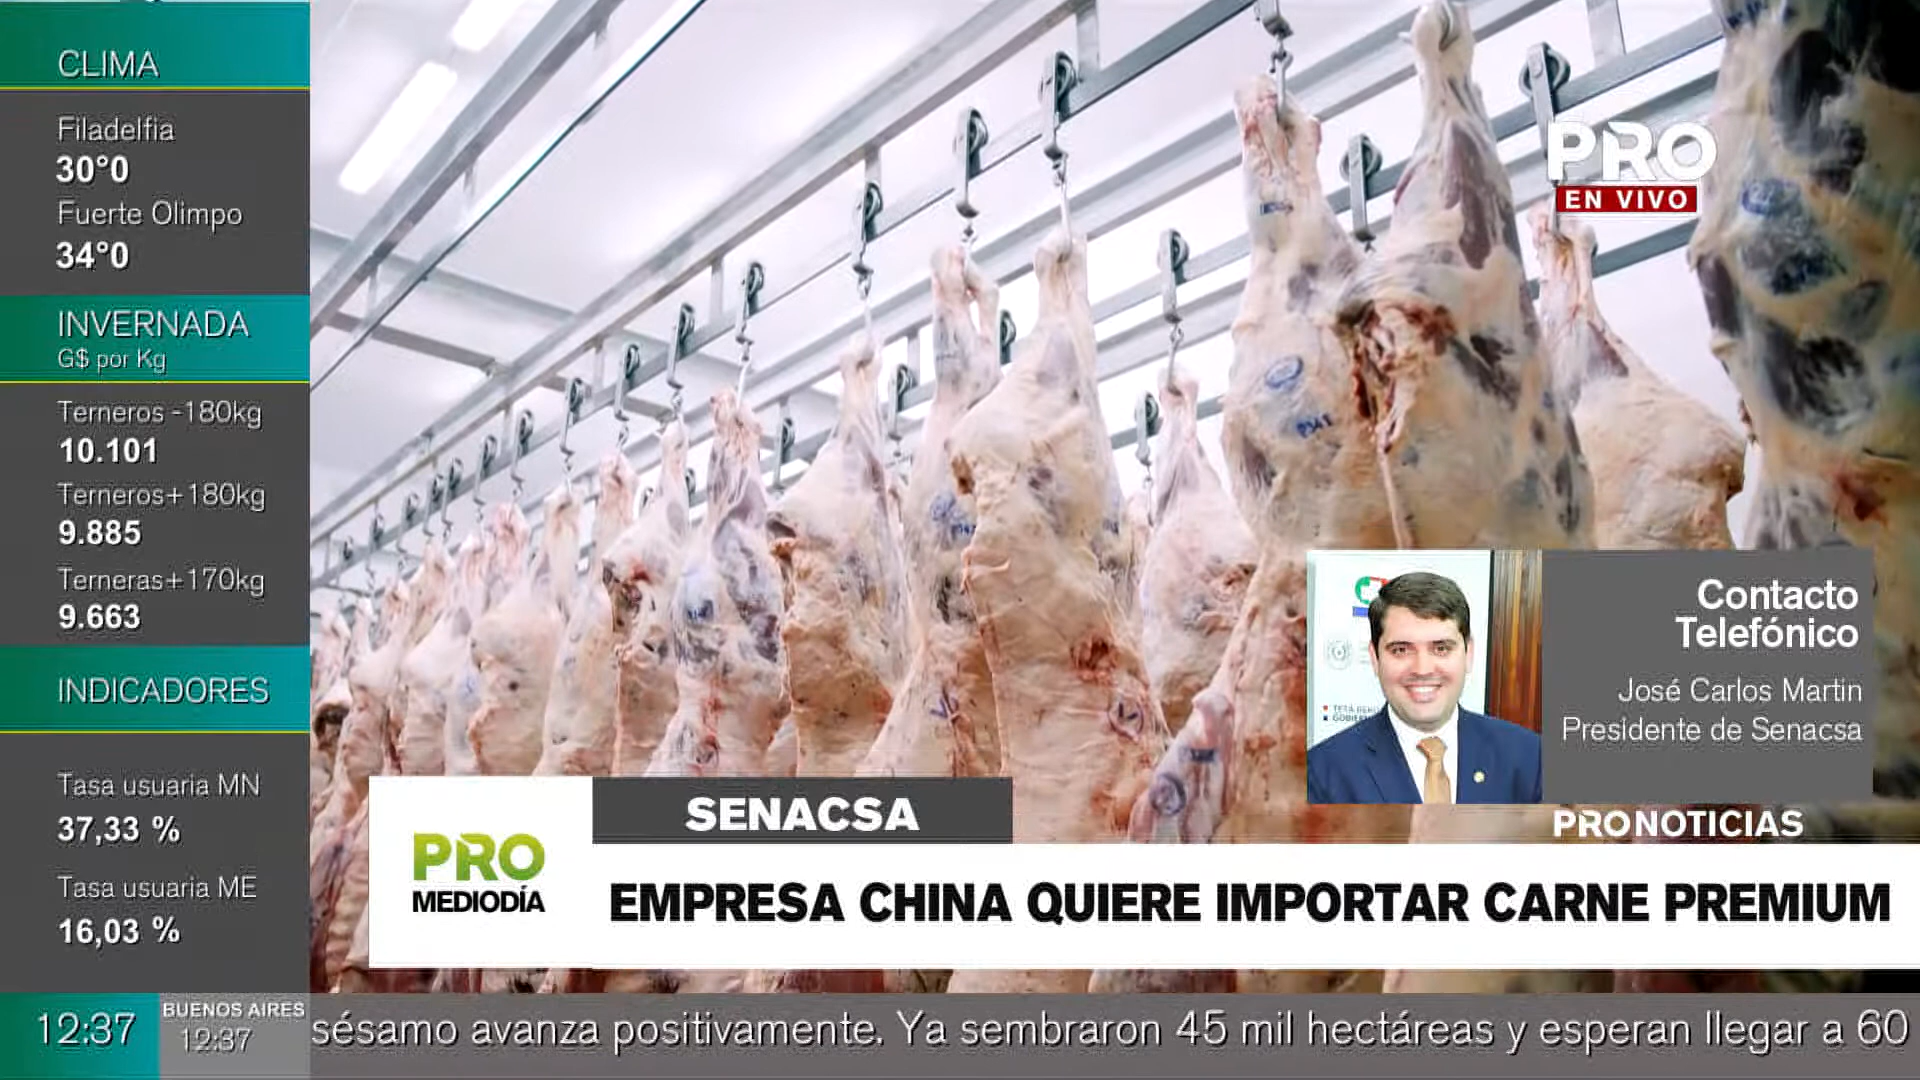 CLIMA
Filadelfia
30°0
Fuerte Olimpo
34°0
INVERNADA
G$ por Kg
Terneros -180kg
10.101
Terneros+180kg
9.885
Terneras+170kg
9.663
INDICADORES
Tasa usuaria MN
37,33 %
Tasa usuaria ME
16,03 %
PRO
EN VIVO
Contacto
Telefónico
José Carlos Martin
Presidente de Senacsa
PRONOTICIAS
SENACSA
PRO
MEDIODÍA
EMPRESA CHINA QUIERE IMPORTAR CARNE PREMIUM
12:37
BUENOS AIRES
12:37
sésamo avanza positivamente. Ya sembraron 45 mil hectáreas y esperan llegar a 60